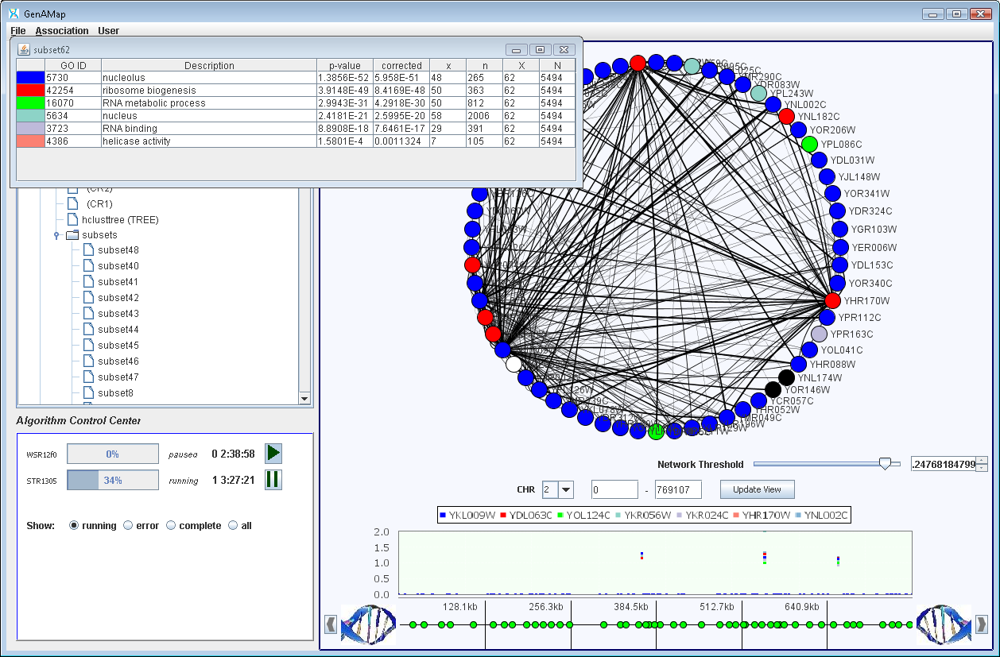 GenAMap
File Association User
subset62
GO ID Description p-value corrected x n X N
5730 nucleolus 1.3856E-52 5.958E-51 48 265 62 5494
42254 ribosome biogenesis 3.9148E-49 8.4169E-48 50 363 62 5494
16070 RNA metabolic process 2.9943E-31 4.2918E-30 50 812 62 5494
5634 nucleus 2.4181E-21 2.5995E-20 58 2006 62 5494
3723 RNA binding 8.8908E-18 7.6461E-17 29 391 62 5494
4386 helicase activity 1.5801E-4 0.0011324 7 105 62 5494
(CR2)
(CR1)
hclusttree (TREE)
subsets
subset48
subset40
subset41
subset42
subset43
subset44
subset45
subset46
subset47
subset8
Algorithm Control Center
WSR12f0 0% paused 0 2:38:58
STR1305 34% running 1 3:27:21
Show: running error complete all
YMR290C
YDR083W
YPL243W
YNL002C
YNL182C
YOR206W
YPL086C
YDL031W
YJL148W
YOR341W
YDR324C
YGR103W
YER006W
YDL153C
YOR340C
YHR170W
YPR112C
YPR163C
YOL041C
YHR088W
YNL174W
YOR146W
YCR057C
YHR052W
Network Threshold .24768184799
CHR 2 0 - 769107 Update View
YKL009W YDL063C YOL124C YKR056W YKR024C YHR170W YNL002C
2.0
1.5
1.0
0.5
0.0
128.1kb 256.3kb 384.5kb 512.7kb 640.9kb